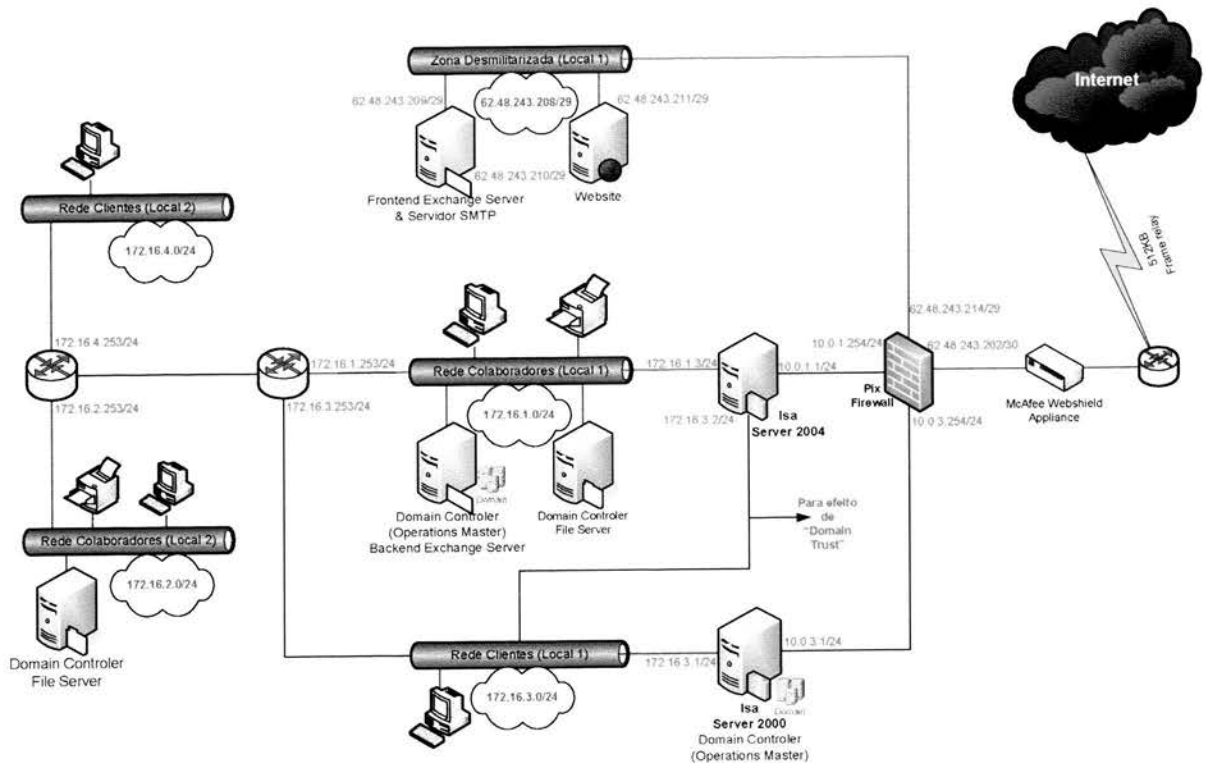 Zona Desmilitarizada (Local 1)
62.48.243.209/29
62.48.243.208/29
62.48.243.211/29
62.48.243.210/29
Frontend Exchange Server
& Servidor SMTP
Website
Internet
512KB
Frame relay
Rede Clientes (Local 2)
172.16.4.0/24
172.16.4.253/24
172.16.2.253/24
172.16.1.253/24
172.16.3.253/24
Rede Colaboradores (Local 1)
172.16.1.0/24
172.16.1.3/24
172.16.3.2/24
10.0.1.1/24
Isa
Server 2004
62.48.243.214/29
10.0.1.254/24
62.48.243.202/30
Pix
Firewall
10.0.3.254/24
McAfee Webshield
Appliance
Domain
Domain Controler
(Operations Master)
Backend Exchange Server
Domain Controler
File Server
Para efeito
de
"Domain
Trust"
Rede Colaboradores (Local 2)
172.16.2.0/24
Domain Controler
File Server
Rede Clientes (Local 1)
172.16.3.0/24
172.16.3.1/24
10.0.3.1/24
Domain
Isa
Server 2000
Domain Controler
(Operations Master)